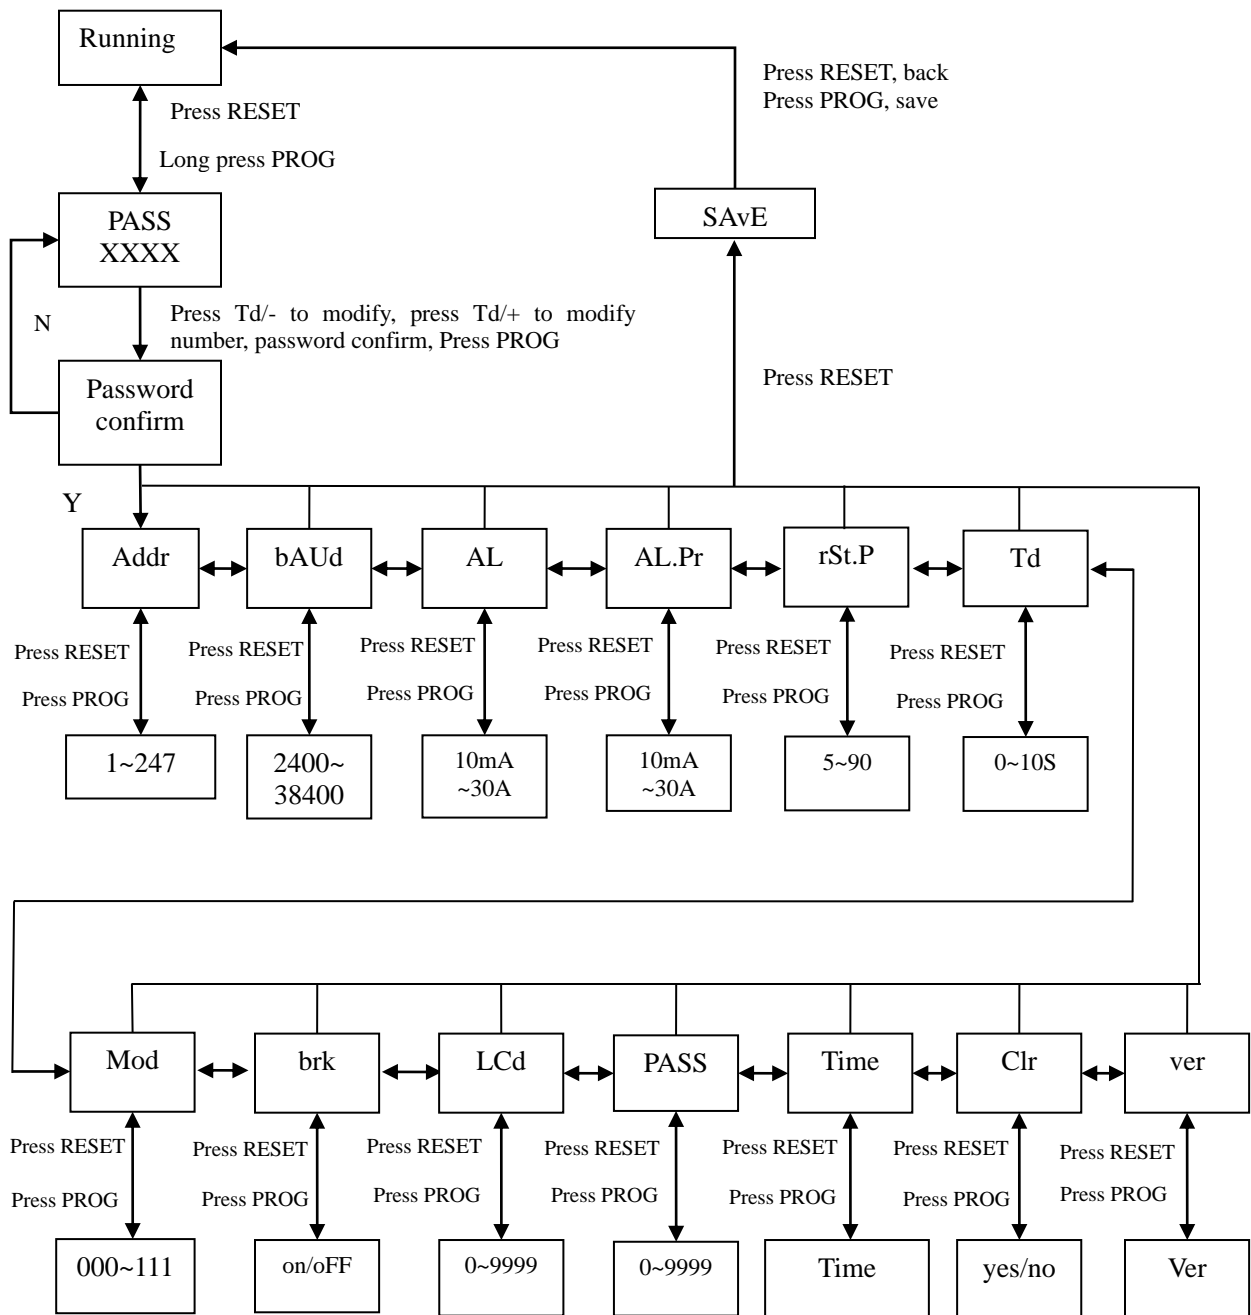 Running
Press RESET, back
Press PROG, save
Press RESET
Long press PROG
PASS
XXXX
SAvE
N
Press Td/- to modify, press Td/+ to modify
number, password confirm, Press PROG
Press RESET
Password
confirm
Y
Addr
bAUd
AL
AL.Pr
rSt.P
Td
Press RESET
Press RESET
Press RESET
Press RESET
Press RESET
Press RESET
Press PROG
Press PROG
Press PROG
Press PROG
Press PROG
Press PROG
1~247
2400~
38400
10mA
~30A
10mA
~30A
5~90
0~10S
Mod
brk
LCd
PASS
Time
Clr
ver
Press RESET
Press RESET
Press RESET
Press RESET
Press RESET
Press RESET
Press RESET
Press PROG
Press PROG
Press PROG
Press PROG
Press PROG
Press PROG
Press PROG
000~111
on/oFF
0~9999
0~9999
Time
yes/no
Ver